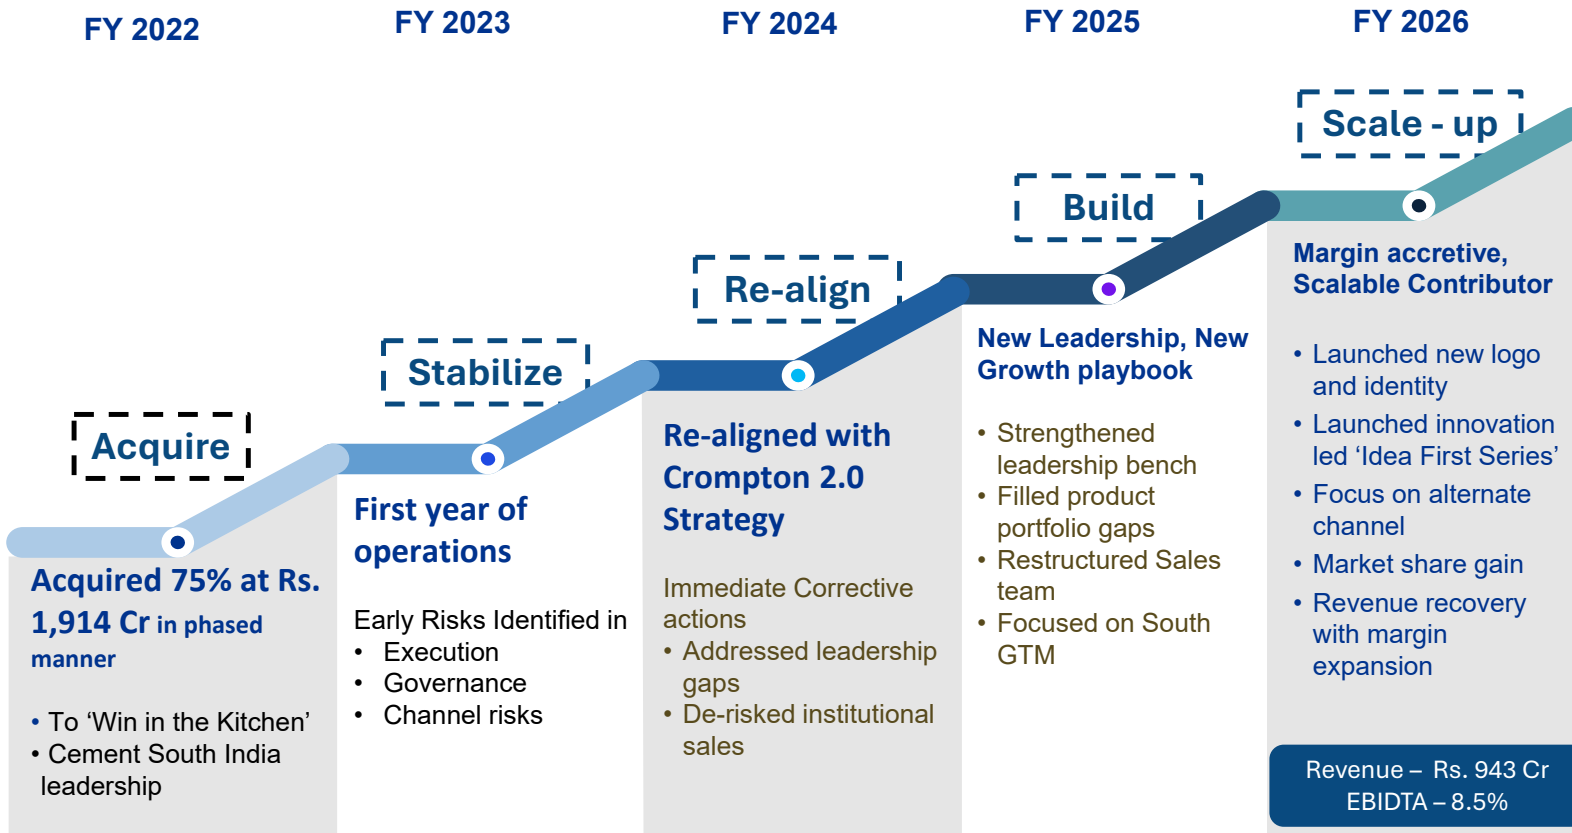 FY 2022
FY 2023
FY 2024
FY 2025
FY 2026
Acquire
Acquired 75% at Rs.
1,914 Cr in phased
manner
• To ‘Win in the Kitchen’
• Cement South India
leadership
Stabilize
First year of
operations
Early Risks Identified in
• Execution
• Governance
• Channel risks
Re-align
Re-aligned with
Crompton 2.0
Strategy
Immediate Corrective
actions
• Addressed leadership
gaps
• De-risked institutional
sales
Build
New Leadership, New
Growth playbook
• Strengthened
leadership bench
• Filled product
portfolio gaps
• Restructured Sales
team
• Focused on South
GTM
Scale - up
Margin accretive,
Scalable Contributor
• Launched new logo
and identity
• Launched innovation
led ‘Idea First Series’
• Focus on alternate
channel
• Market share gain
• Revenue recovery
with margin
expansion
Revenue – Rs. 943 Cr
EBIDTA – 8.5%